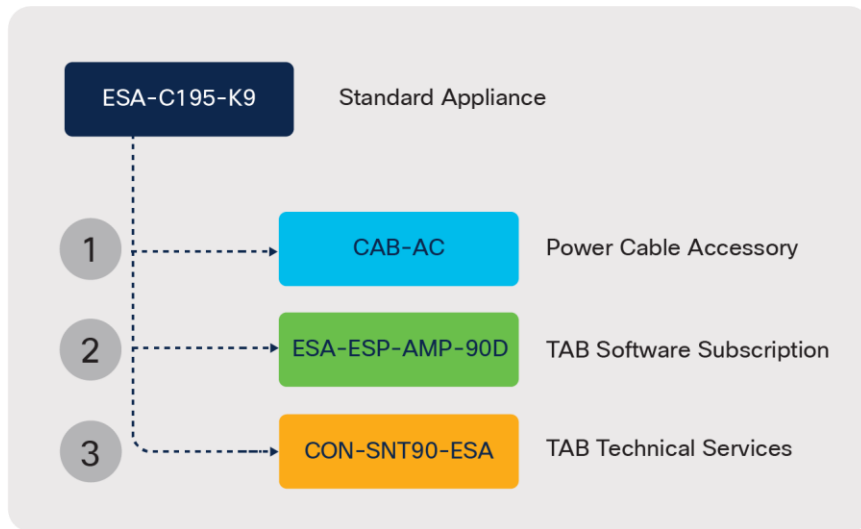 ESA-C195-K9 Standard Appliance
1 CAB-AC Power Cable Accessory
2 ESA-ESP-AMP-90D TAB Software Subscription
3 CON-SNT90-ESA TAB Technical Services